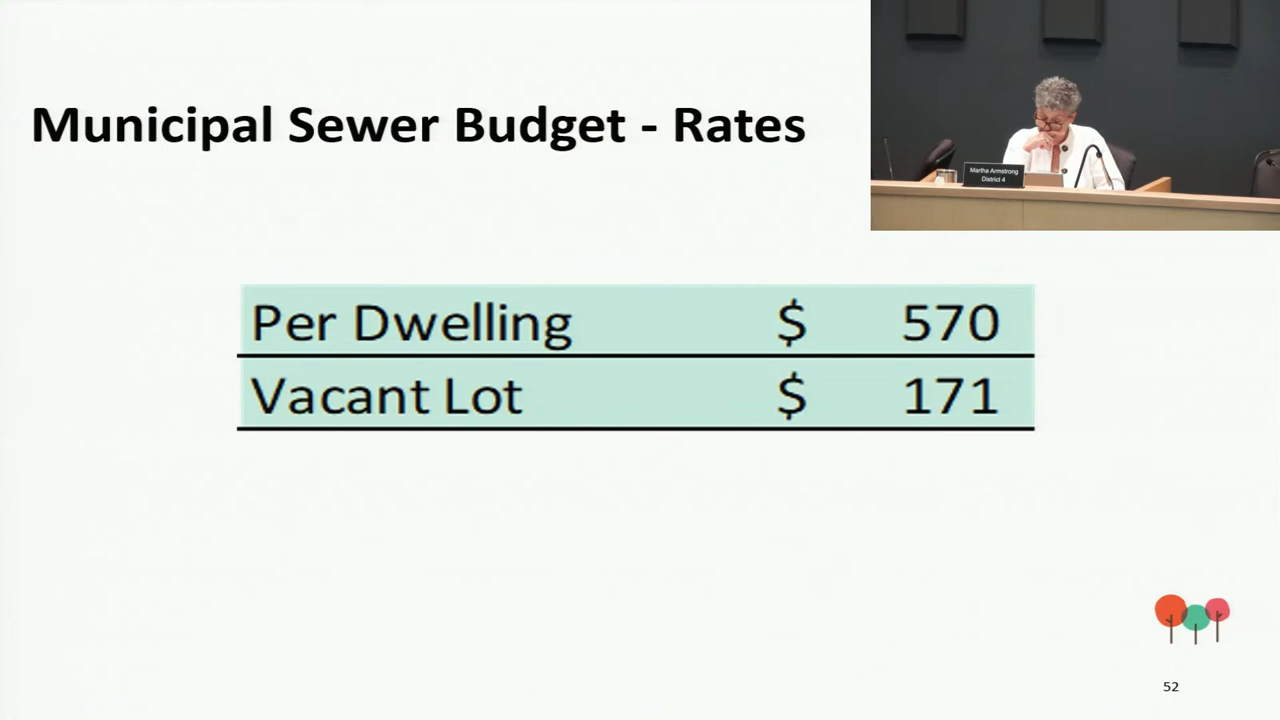 Municipal Sewer Budget - Rates
Martha Armstrong
District 4
Per Dwelling $ 570
Vacant Lot $ 171
52